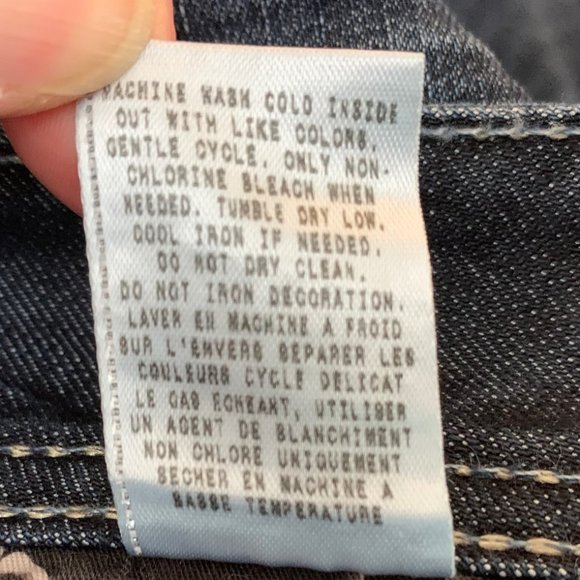 MACHINE WASH COLD INSIDE
OUT WITH LIKE COLORS.
GENTLE CYCLE. ONLY NON-
CHLORINE BLEACH WHEN
NEEDED. TUMBLE DRY LOW.
COOL IRON IF NEEDED.
DO NOT DRY CLEAN.
DO NOT IRON DECORATION.
LAVER EN MACHINE A FROID
SUR L'ENVERS SEPARER LES
COULEURS CYCLE DELICAT
LE CAS ECHEANT, UTILISER
UN AGENT DE BLANCHIMENT
NON CHLORE UNIQUEMENT
SECHER EN MACHINE A
BASSE TEMPERATURE